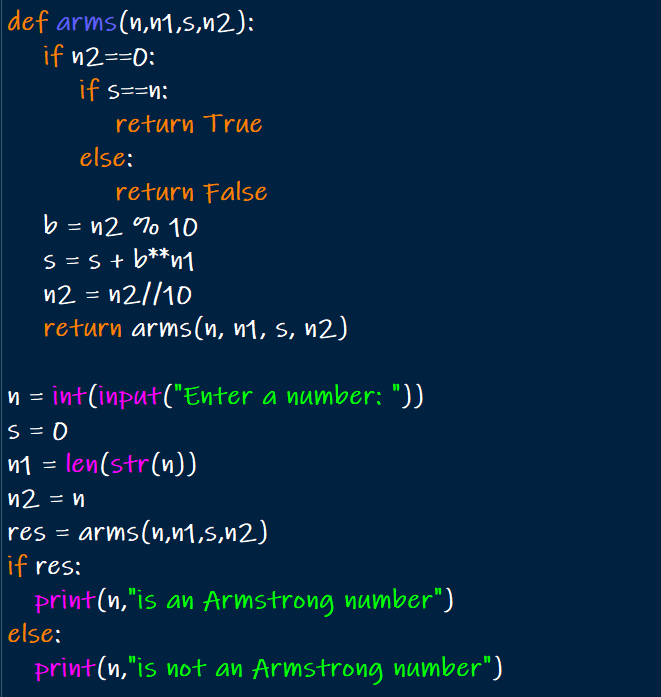 def arms(n,n1,s,n2):
    if n2==0:
        if s==n:
            return True
        else:
            return False
    b = n2 % 10
    s = s + b**n1
    n2 = n2//10
    return arms(n, n1, s, n2)

n = int(input("Enter a number: "))
s = 0
n1 = len(str(n))
n2 = n
res = arms(n,n1,s,n2)
if res:
    print(n,"is an Armstrong number")
else:
    print(n,"is not an Armstrong number")